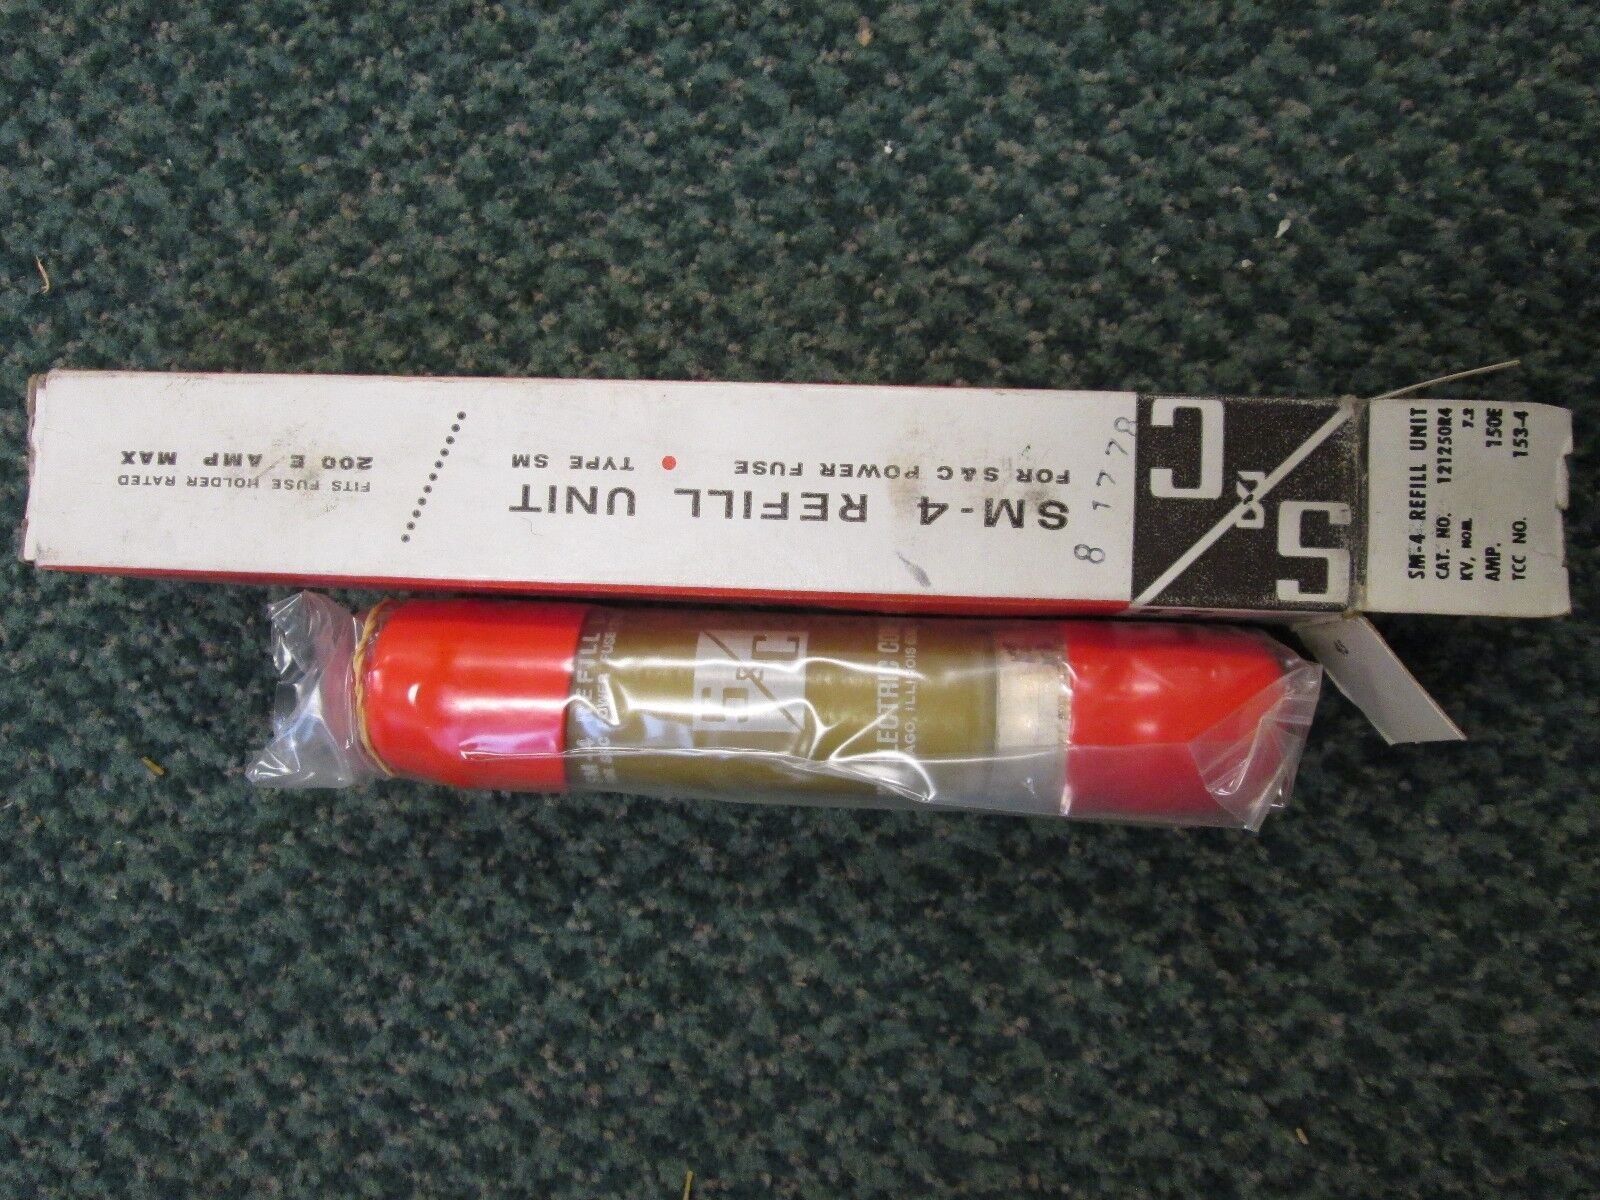 S&C
SM-4 REFILL UNIT
FOR S&C POWER FUSE • TYPE SM
FITS FUSE HOLDER RATED
200 E AMP MAX
8 1778
SM-4 REFILL UNIT
CAT. NO. 121250R4
KV, NOM. 7.2
AMP. 150E
TCC NO. 153-4
S&C